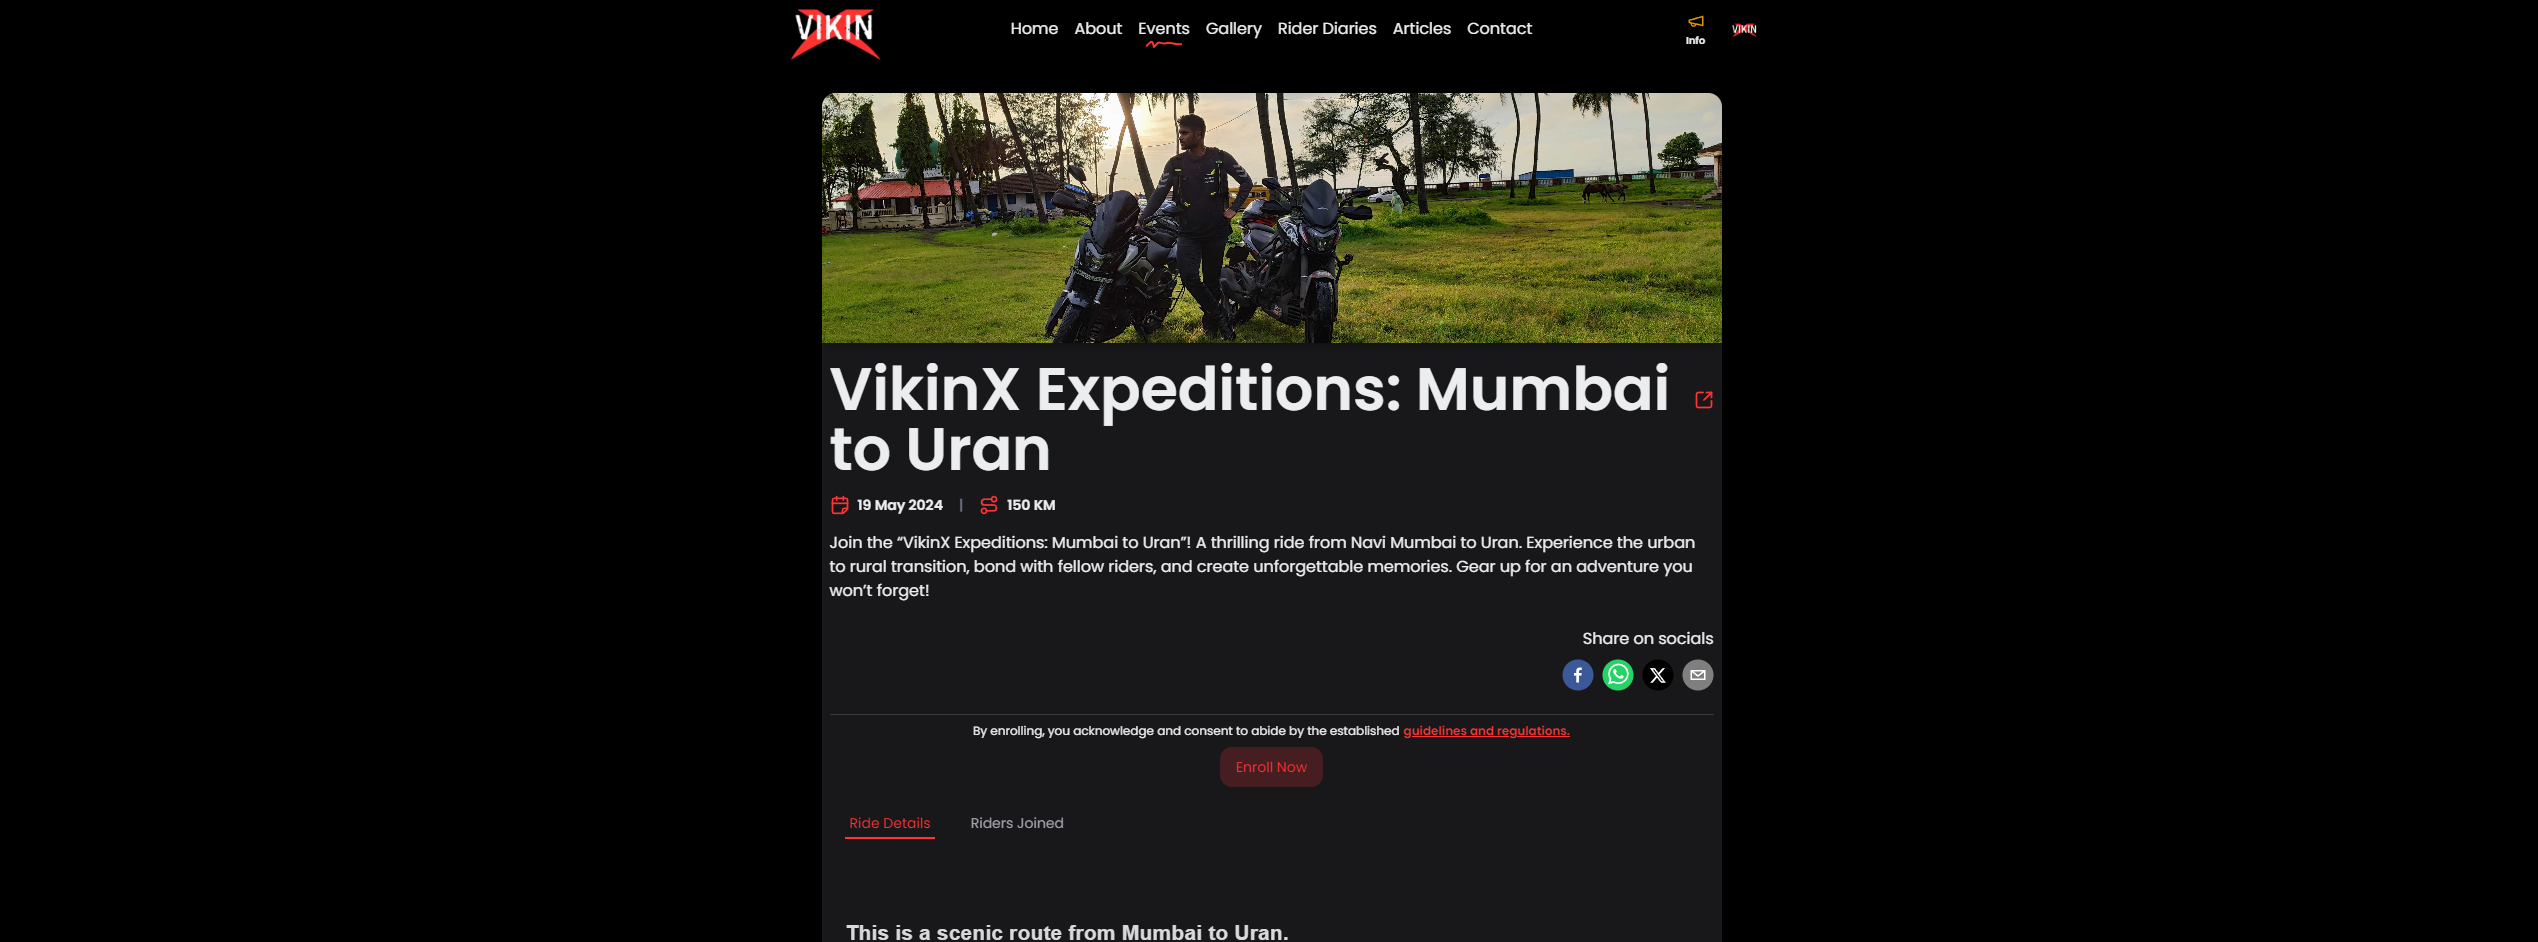 VIKIN
Home About Events Gallery Rider Diaries Articles Contact
Info
VIKIN
VikinX Expeditions: Mumbai
to Uran
19 May 2024 | 150 KM
Join the “VikinX Expeditions: Mumbai to Uran”! A thrilling ride from Navi Mumbai to Uran. Experience the urban
to rural transition, bond with fellow riders, and create unforgettable memories. Gear up for an adventure you
won’t forget!
Share on socials
By enrolling, you acknowledge and consent to abide by the established guidelines and regulations.
Enroll Now
Ride Details Riders Joined
This is a scenic route from Mumbai to Uran.